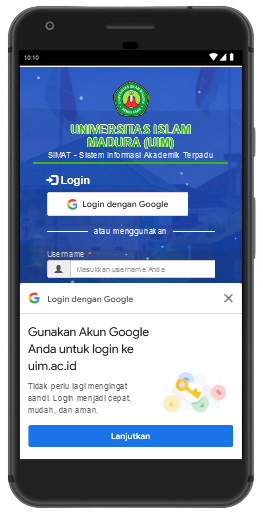 10:10
UNIVERSITAS ISLAM
MADURA (UIM)
SIMAT - Sistem Informasi Akademik Terpadu
Login
Login dengan Google
atau menggunakan
Username *
Masukkan username Anda
Login dengan Google
Gunakan Akun Google
Anda untuk login ke
uim.ac.id
Tidak perlu lagi mengingat
sandi. Login menjadi cepat,
mudah, dan aman.
Lanjutkan